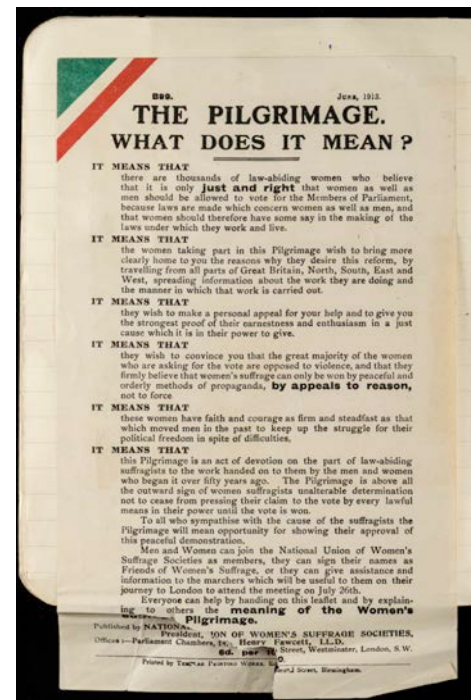 B99. JUNE, 1913.
THE PILGRIMAGE.
WHAT DOES IT MEAN?
IT MEANS THAT
there are thousands of law-abiding women who believe
that it is only just and right that women as well as
men should be allowed to vote for the Members of Parliament,
because laws are made which concern women as well as men, and
that women should therefore have some say in the making of the
laws under which they work and live.
IT MEANS THAT
the women taking part in this Pilgrimage wish to bring more
clearly home to you the reasons why they desire this reform, by
travelling from all parts of Great Britain, North, South, East and
West, spreading information about the work they are doing and
the manner in which that work is carried out.
IT MEANS THAT
they wish to make a personal appeal for your help and to give you
the strongest proof of their earnestness and enthusiasm in a just
cause which it is in their power to give.
IT MEANS THAT
they wish to convince you that the great majority of the women
who are asking for the vote are opposed to violence, and that they
firmly believe that women's suffrage can only be won by peaceful and
orderly methods of propaganda, by appeals to reason,
not to force
IT MEANS THAT
these women have faith and courage as firm and steadfast as that
which moved men in the past to keep up the struggle for their
political freedom in spite of difficulties.
IT MEANS THAT
this Pilgrimage is an act of devotion on the part of law-abiding
suffragists to the work handed on to them by the men and women
who began it over fifty years ago. The Pilgrimage is above all
the outward sign of women suffragists unalterable determination
not to cease from pressing their claim to the vote by every lawful
means in their power until the vote is won.
To all who sympathise with the cause of the suffragists the
Pilgrimage will mean opportunity for showing their approval of
this peaceful demonstration.
Men and Women can join the National Union of Women's
Suffrage Societies as members, they can sign their names as
Friends of Women's Suffrage, or they can give assistance and
information to the marchers which will be useful to them on their
journey to London to attend the meeting on July 26th.
Everyone can help by handing on this leaflet and by explain-
ing to others the meaning of the Women's
Pilgrimage.
Published by NATIONA
ION OF WOMEN'S SUFFRAGE SOCIETIES,
President,
Henry Fawcett, LL.D.
Offices :—Parliament Chambers,
Street, Westminster, London, S.W.
6d. per
Printed by
Street, Birmingham.